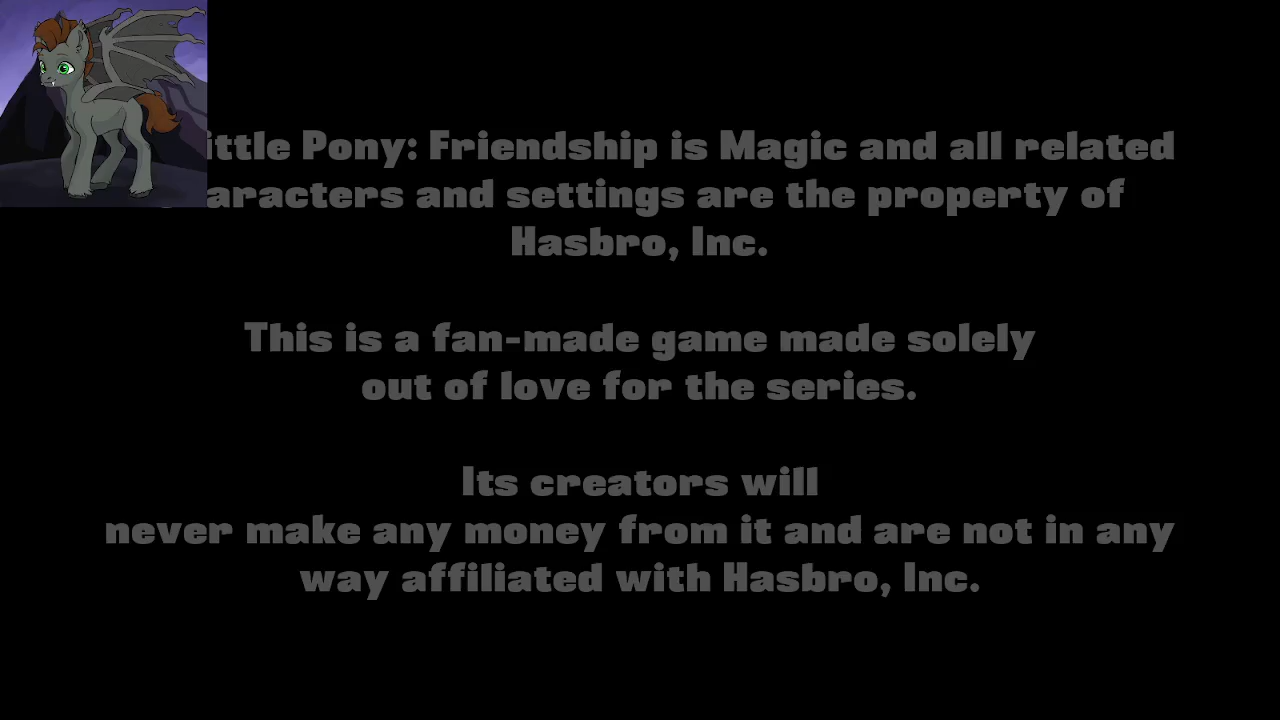 ittle Pony: Friendship is Magic and all related
aracters and settings are the property of
Hasbro, Inc.
This is a fan-made game made solely
out of love for the series.
Its creators will
never make any money from it and are not in any
way affiliated with Hasbro, Inc.